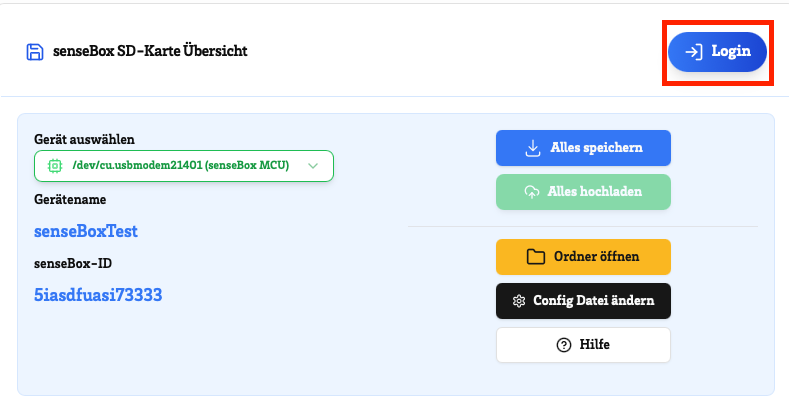 senseBox SD-Karte Übersicht
Login
Gerät auswählen
/dev/cu.usbmodem21401 (senseBox MCU)
Gerätename
senseBoxTest
senseBox-ID
5iasdfuasi73333
Alles speichern
Alles hochladen
Ordner öffnen
Config Datei ändern
Hilfe